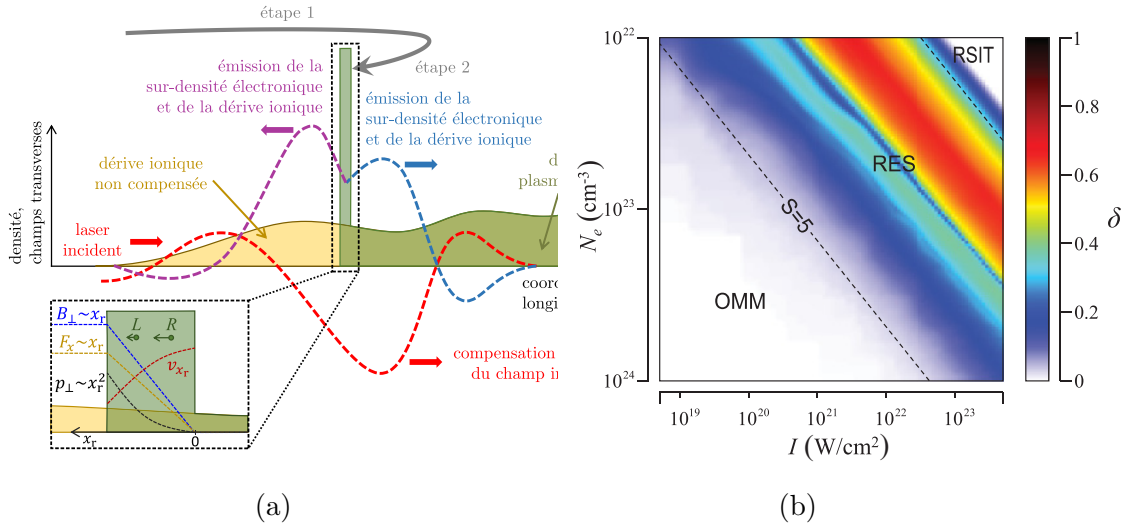 étape 1
étape 2
émission de la
sur-densité électronique
et de la dérive ionique
émission de la
sur-densité électronique
et de la dérive ionique
dérive ionique
non compensée
laser
incident
densité,
champs transverses
d
plasm
coord
longi
compensation
du champ i
B⊥~xr
Fx~xr
p⊥~xr²
L
R
vxr
xr
0
(a)
10²²
10²³
10²⁴
Ne (cm-3)
RSIT
RES
S=5
OMM
10¹⁹
10²⁰
10²¹
10²²
10²³
I (W/cm²)
1
0.8
0.6
0.4
0.2
0
δ
(b)